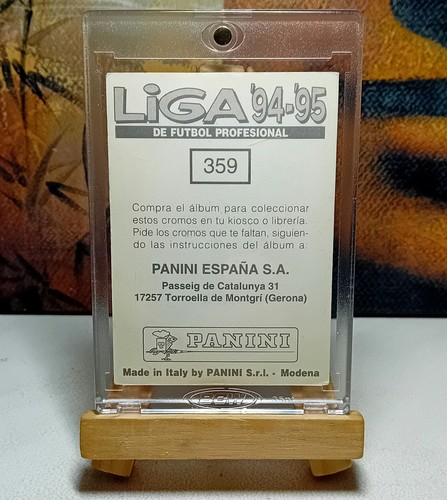 LiGA '94-'95
DE FUTBOL PROFESIONAL
359
Compra el álbum para coleccionar
estos cromos en tu kiosco o librería.
Pide los cromos que te faltan, siguien-
do las instrucciones del álbum a:
PANINI ESPAÑA S.A.
Passeig de Catalunya 31
17257 Torroella de Montgrí (Gerona)
PANINI
Made in Italy by PANINI S.r.l. - Modena